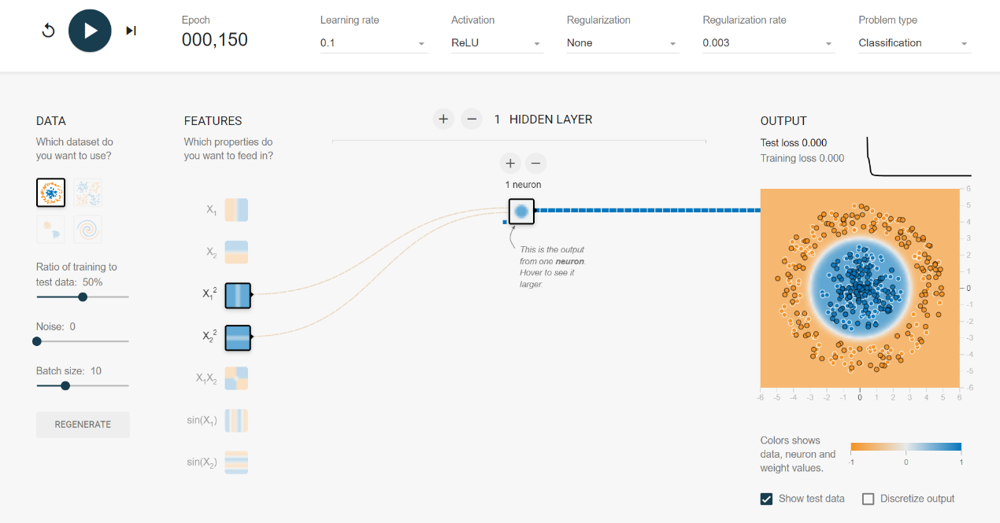 Epoch
000,150
Learning rate
0.1
Activation
ReLU
Regularization
None
Regularization rate
0.003
Problem type
Classification
DATA
Which dataset do
you want to use?
Ratio of training to
test data: 50%
Noise: 0
Batch size: 10
REGENERATE
FEATURES
Which properties do
you want to feed in?
X₁
X₂
X₁²
X₂²
X₁X₂
sin(X₁)
sin(X₂)
+ − 1 HIDDEN LAYER
+ −
1 neuron
This is the output
from one neuron.
Hover to see it
larger.
OUTPUT
Test loss 0.000
Training loss 0.000
6
5
4
3
2
1
0
-1
-2
-3
-4
-5
-6
-6 -5 -4 -3 -2 -1 0 1 2 3 4 5 6
Colors shows
data, neuron and
weight values.
-1 0 1
Show test data
Discretize output